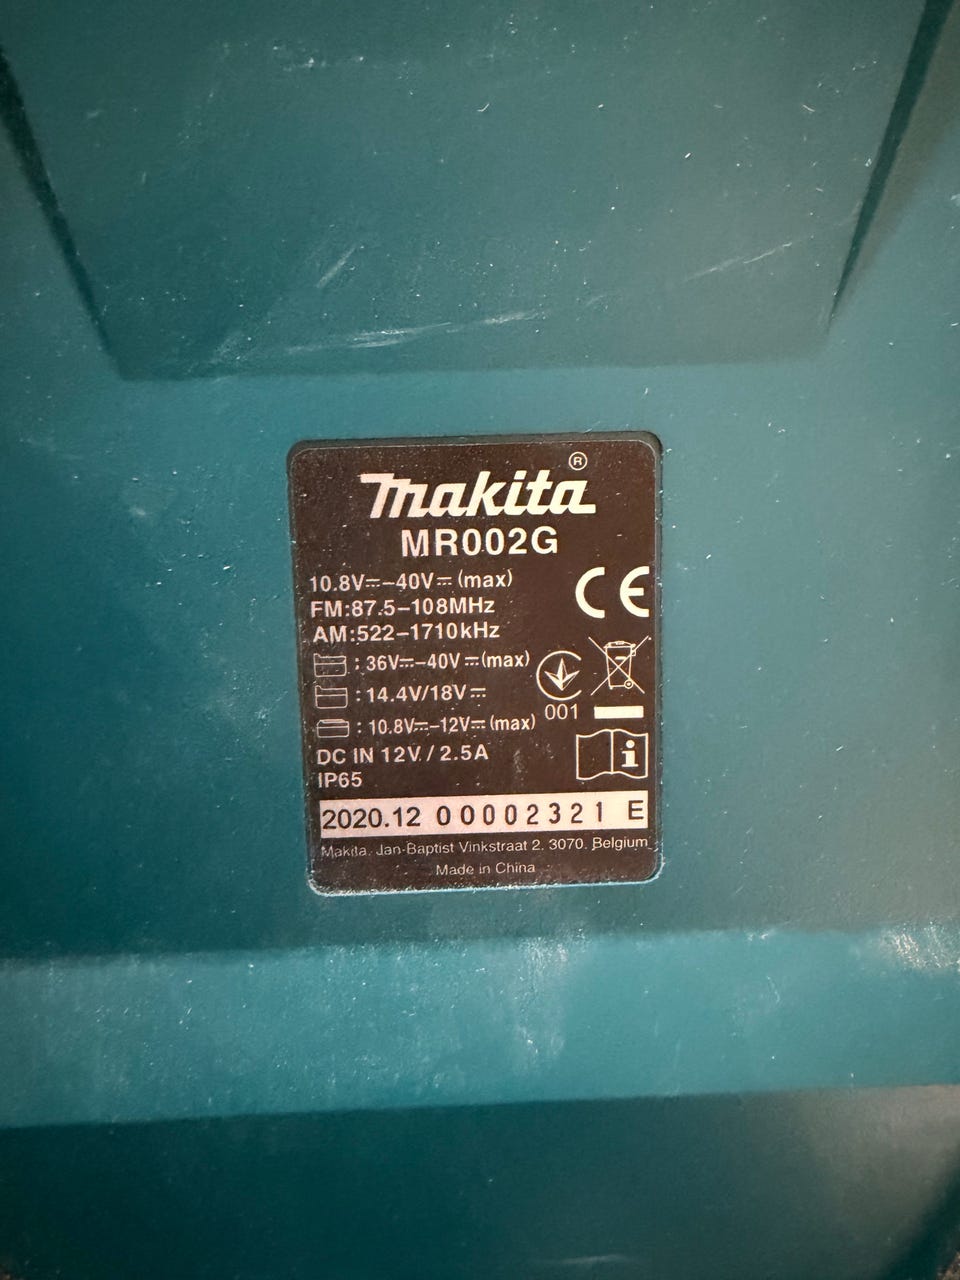 Makita®
MR002G
10.8V⎓–40V⎓(max)
CE
FM:87.5–108MHz
AM:522–1710kHz
: 36V⎓–40V⎓(max)
: 14.4V/18V⎓
001
: 10.8V⎓–12V⎓(max)
DC IN 12V / 2.5A
i
IP65
2020.12 00002321 E
Makita. Jan-Baptist Vinkstraat 2. 3070. Belgium
Made in China